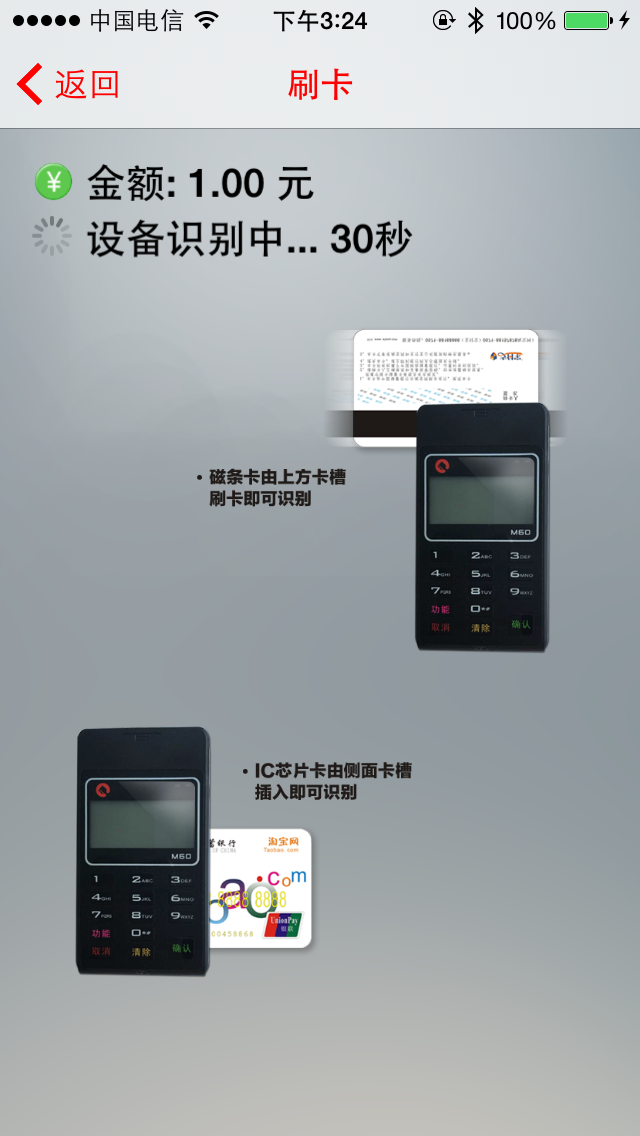 中国电信
下午3:24
100%
返回
刷卡
¥
金额: 1.00 元
设备识别中... 30秒
• 磁条卡由上方卡槽
刷卡即可识别
M60
1 2ABC 3DEF
4GHI 5JKL 6MNO
7PQRS 8TUV 9WXYZ
功能 0*#
取消 清除 确认
• IC芯片卡由侧面卡槽
插入即可识别
淘宝网
Taobao.com
M60
.com
8888 8888
UnionPay
银联
00458868
1 2ABC 3DEF
4GHI 5JKL 6MNO
7PQRS 8TUV 9WXYZ
功能 0*#
取消 清除 确认